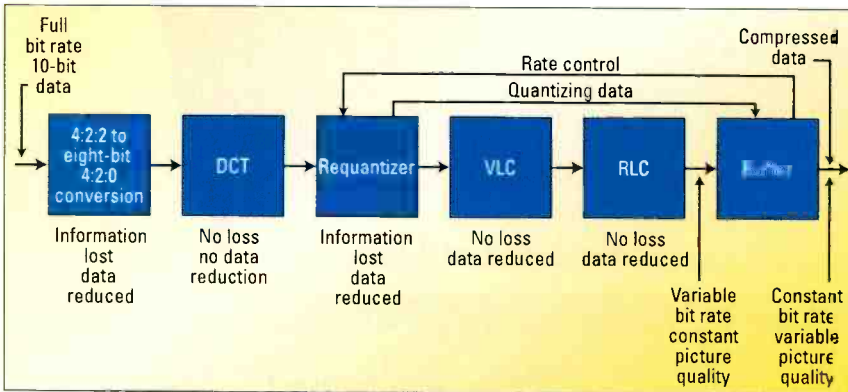 Full
bit rate
10-bit
data
Compressed
data
Rate control
Quantizing data
4:2:2 to
eight-bit
4:2:0
conversion
DCT
Requantizer
VLC
RLC
Buffer
Information
lost
data
reduced
No loss
no data
reduction
Information
lost
data
reduced
No loss
data reduced
No loss
data reduced
Variable
bit rate
constant
picture
quality
Constant
bit rate
variable
picture
quality